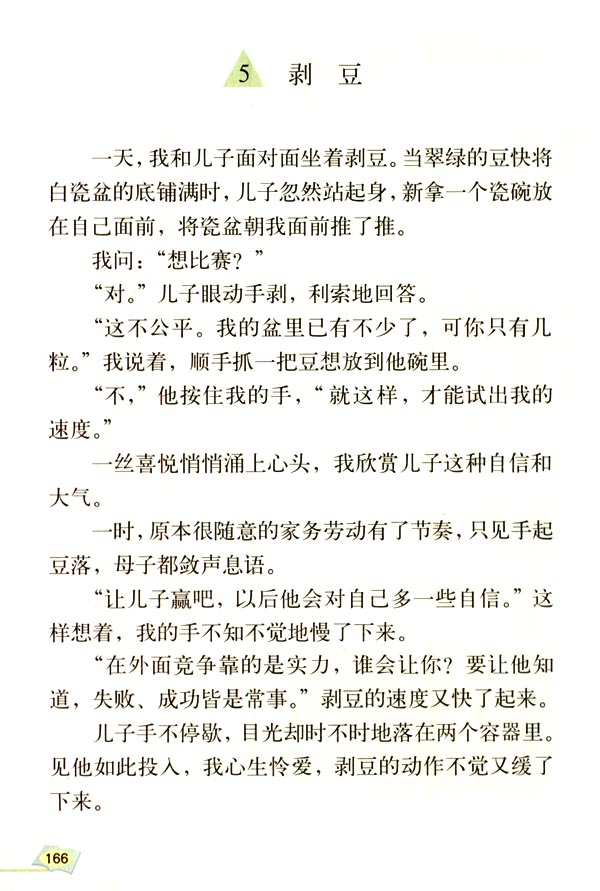 5 剥 豆
一天，我和儿子面对面坐着剥豆。当翠绿的豆快将
白瓷盆的底铺满时，儿子忽然站起身，新拿一个瓷碗放
在自己面前，将瓷盆朝我面前推了推。
我问：“想比赛？”
“对。”儿子眼动手剥，利索地回答。
“这不公平。我的盆里已有不少了，可你只有几
粒。”我说着，顺手抓一把豆想放到他碗里。
“不，”他按住我的手，“就这样，才能试出我的
速度。”
一丝喜悦悄悄涌上心头，我欣赏儿子这种自信和
大气。
一时，原本很随意的家务劳动有了节奏，只见手起
豆落，母子都敛声息语。
“让儿子赢吧，以后他会对自己多一些自信。”这
样想着，我的手不知不觉地慢了下来。
“在外面竞争靠的是实力，谁会让你？要让他知
道，失败、成功皆是常事。”剥豆的速度又快了起来。
儿子手不停歇，目光却时不时地落在两个容器里。
见他如此投入，我心生怜爱，剥豆的动作不觉又缓了
下来。
166